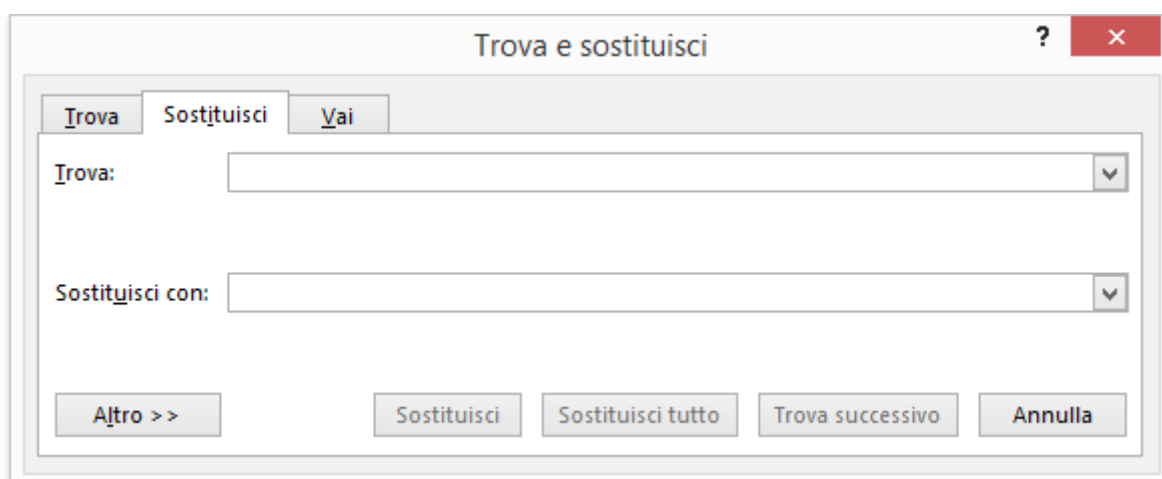 Trova e sostituisci ?
Trova Sostituisci Vai
Trova:
Sostituisci con:
Altro >> Sostituisci Sostituisci tutto Trova successivo Annulla